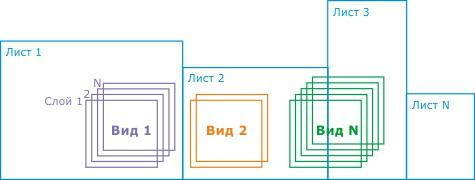 Лист 3
Лист 1
Лист 2
N
2
Слой 1
Лист N
Вид 1
Вид 2
Вид N